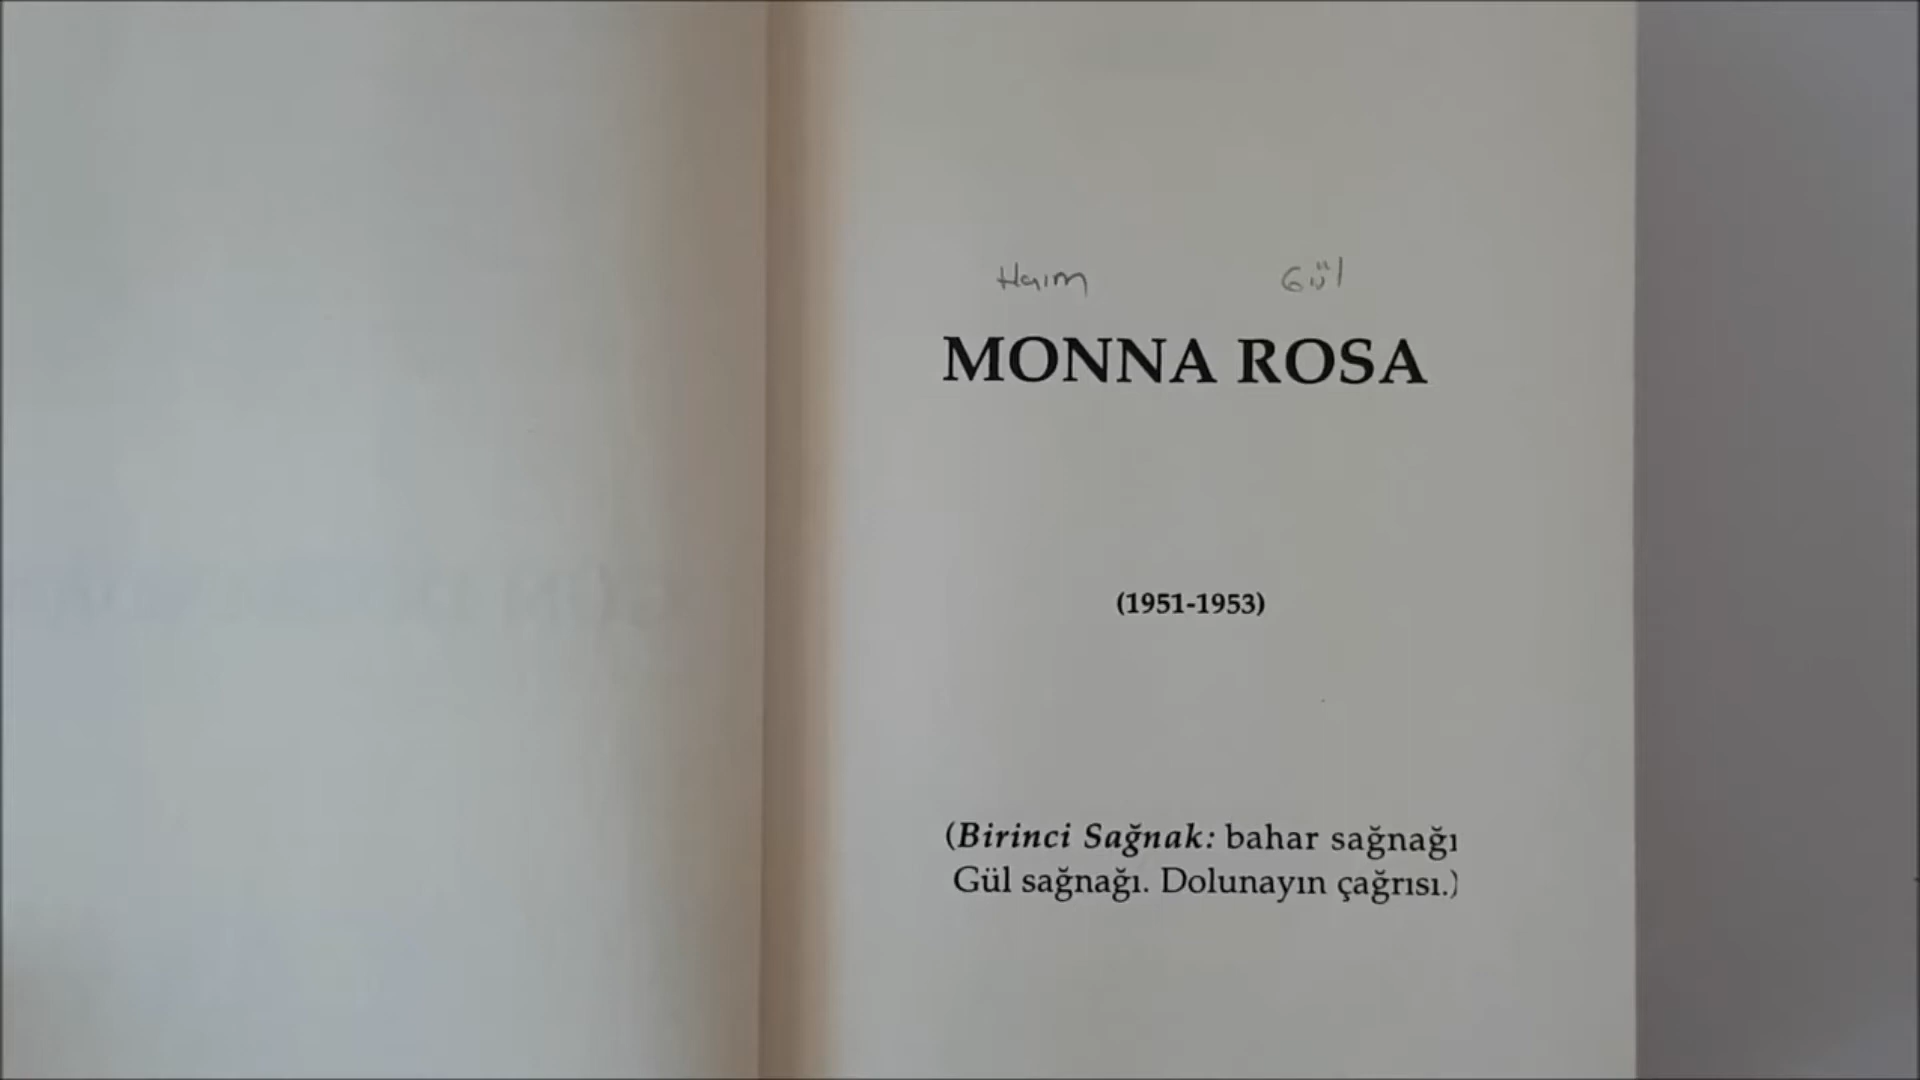 Haım Gül
MONNA ROSA
(1951-1953)
(Birinci Sağnak: bahar sağnağı
Gül sağnağı. Dolunayın çağrısı.)